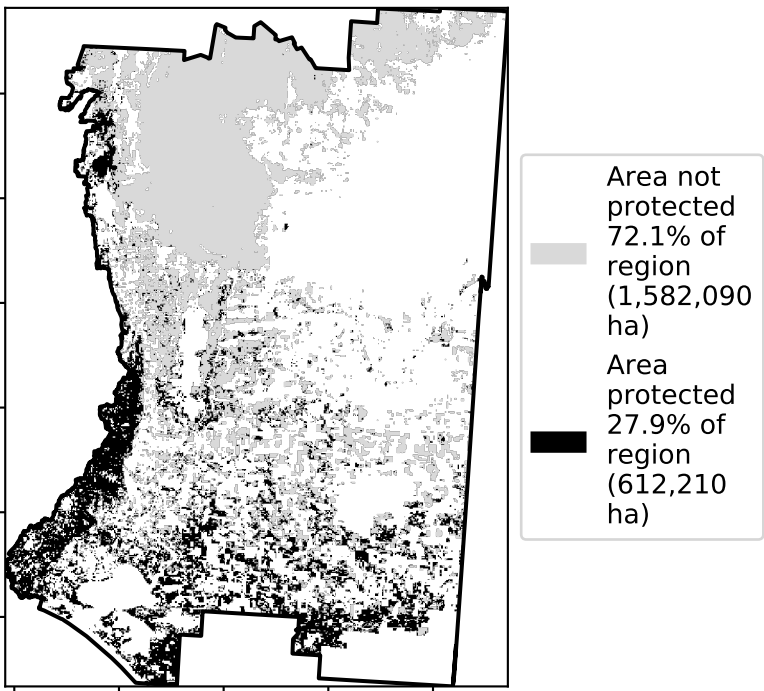 Area not
protected
72.1% of
region
(1,582,090
ha)
Area
protected
27.9% of
region
(612,210
ha)